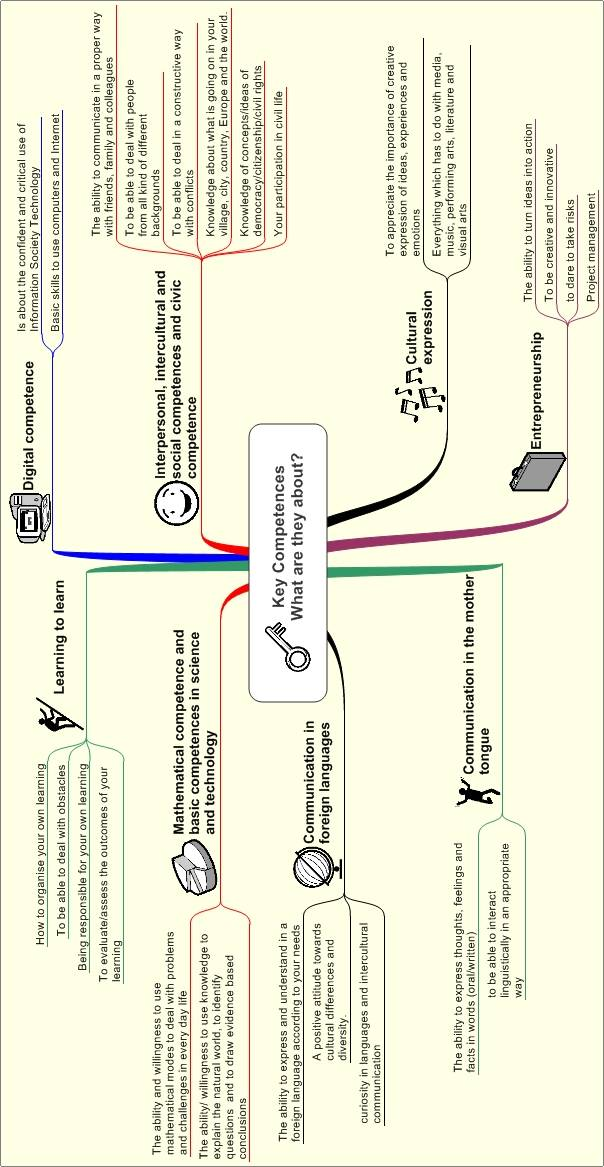 Key Competences
What are they about?
Digital competence
Is about the confident and critical use of
Information Society Technology
Basic skills to use computers and Internet
Interpersonal, intercultural and
social competences and civic
competence
The ability to communicate in a proper way
with friends, family and colleagues
To be able to deal with people
from all kind of different
backgrounds
To be able to deal in a constructive way
with conflicts
Knowledge about what is going on in your
village, city, country, Europe and the world.
Knowledge of concepts/ideas of
democracy/citizenship/civil rights
Your participation in civil life
Cultural
expression
To appreciate the importance of creative
expression of ideas, experiences and
emotions
Everything which has to do with media,
music, performing arts, literature and
visual arts
Entrepreneurship
The ability to turn ideas into action
To be creative and innovative
to dare to take risks
Project management
Learning to learn
How to organise your own learning
To be able to deal with obstacles
Being responsible for your own learning
To evaluate/assess the outcomes of your
learning
Mathematical competence and
basic competences in science
and technology
The ability and willingness to use
mathematical modes to deal with problems
and challenges in every day life
The ability/ willingness to use knowledge to
explain the natural world, to identify
questions and to draw evidence based
conclusions
Communication in
foreign languages
The ability to express and understand in a
foreign language according to your needs
A positive attitude towards
cultural differences and
diversity.
curiosity in languages and intercultural
communication
Communication in the mother
tongue
The ability to express thoughts, feelings and
facts in words (oral/written)
to be able to interact
linguistically in an appropriate
way